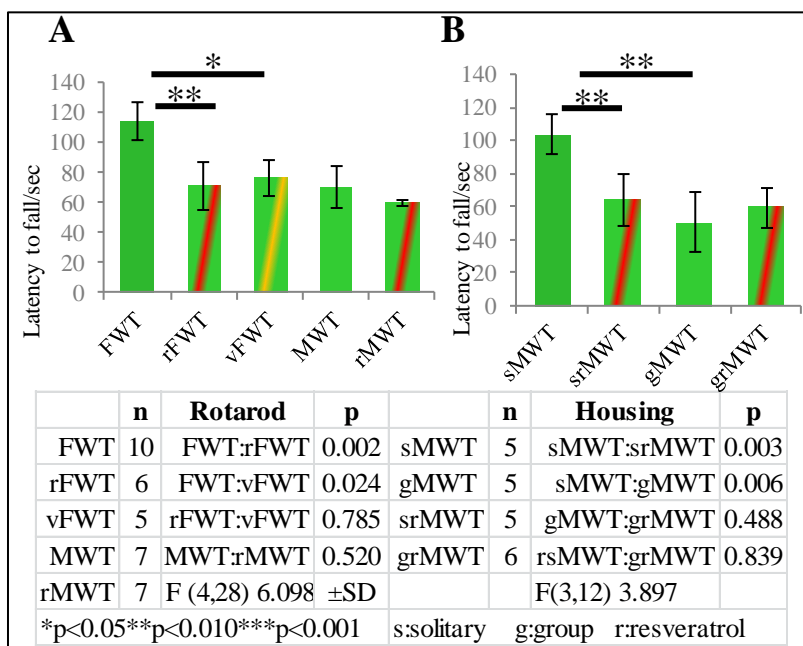 A
B
*
**
**
**
Latency to fall/sec
140
120
100
80
60
40
20
0
FWT
rFWT
vFWT
MWT
rMWT
Latency to fall/sec
140
120
100
80
60
40
20
0
sMWT
srMWT
gMWT
grMWT
n Rotarod p n Housing p
FWT 10 FWT:rFWT 0.002 sMWT 5 sMWT:srMWT 0.003
rFWT 6 FWT:vFWT 0.024 gMWT 5 sMWT:gMWT 0.006
vFWT 5 rFWT:vFWT 0.785 srMWT 5 gMWT:grMWT 0.488
MWT 7 MWT:rMWT 0.520 grMWT 6 rsMWT:grMWT 0.839
rMWT 7 F (4,28) 6.098 ±SD F(3,12) 3.897
*p<0.05**p<0.010***p<0.001 s:solitary g:group r:resveratrol